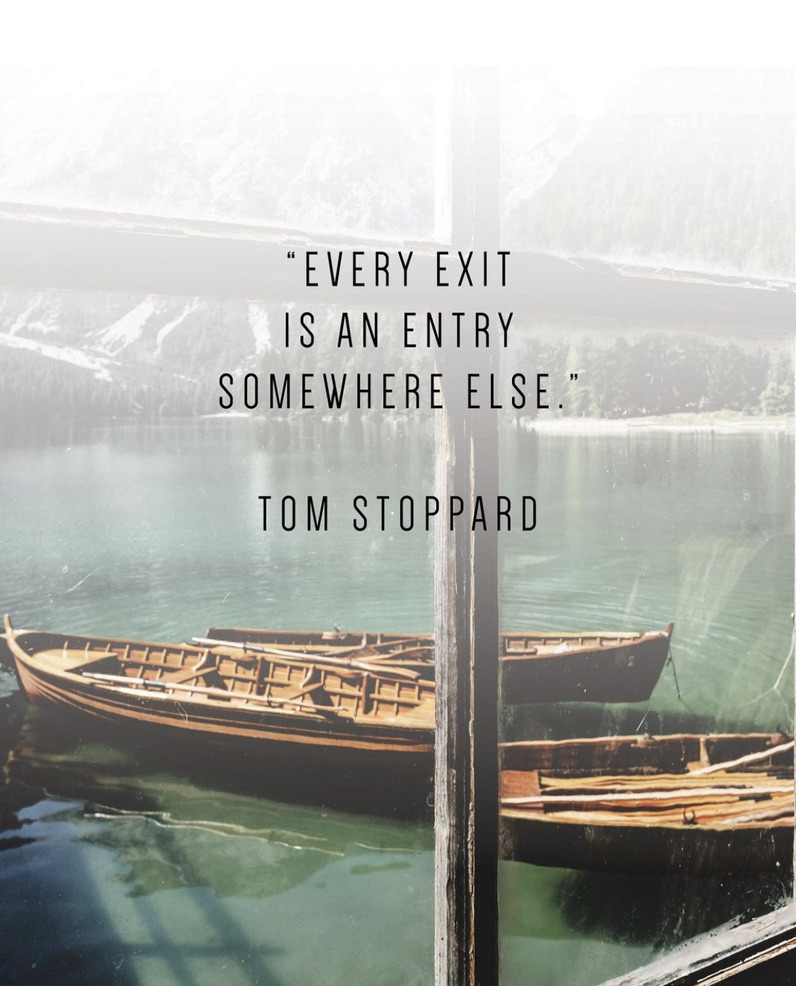 “EVERY EXIT
IS AN ENTRY
SOMEWHERE ELSE.”
TOM STOPPARD